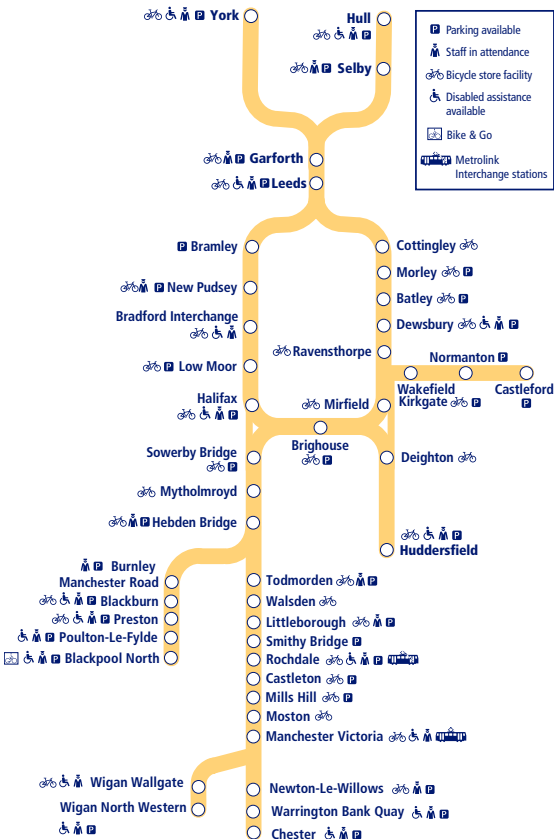 York
Hull
Selby
Garforth
Leeds
P Parking available
Staff in attendance
Bicycle store facility
Disabled assistance
available
Bike & Go
Metrolink
Interchange stations
Bramley
New Pudsey
Bradford Interchange
Low Moor
Halifax
Cottingley
Morley
Batley
Dewsbury
Ravensthorpe
Normanton
Wakefield
Kirkgate
Castleford
Mirfield
Brighouse
Sowerby Bridge
Deighton
Mytholmroyd
Hebden Bridge
Huddersfield
Burnley
Manchester Road
Blackburn
Preston
Poulton-Le-Fylde
Blackpool North
Todmorden
Walsden
Littleborough
Smithy Bridge
Rochdale
Castleton
Mills Hill
Moston
Manchester Victoria
Wigan Wallgate
Wigan North Western
Newton-Le-Willows
Warrington Bank Quay
Chester